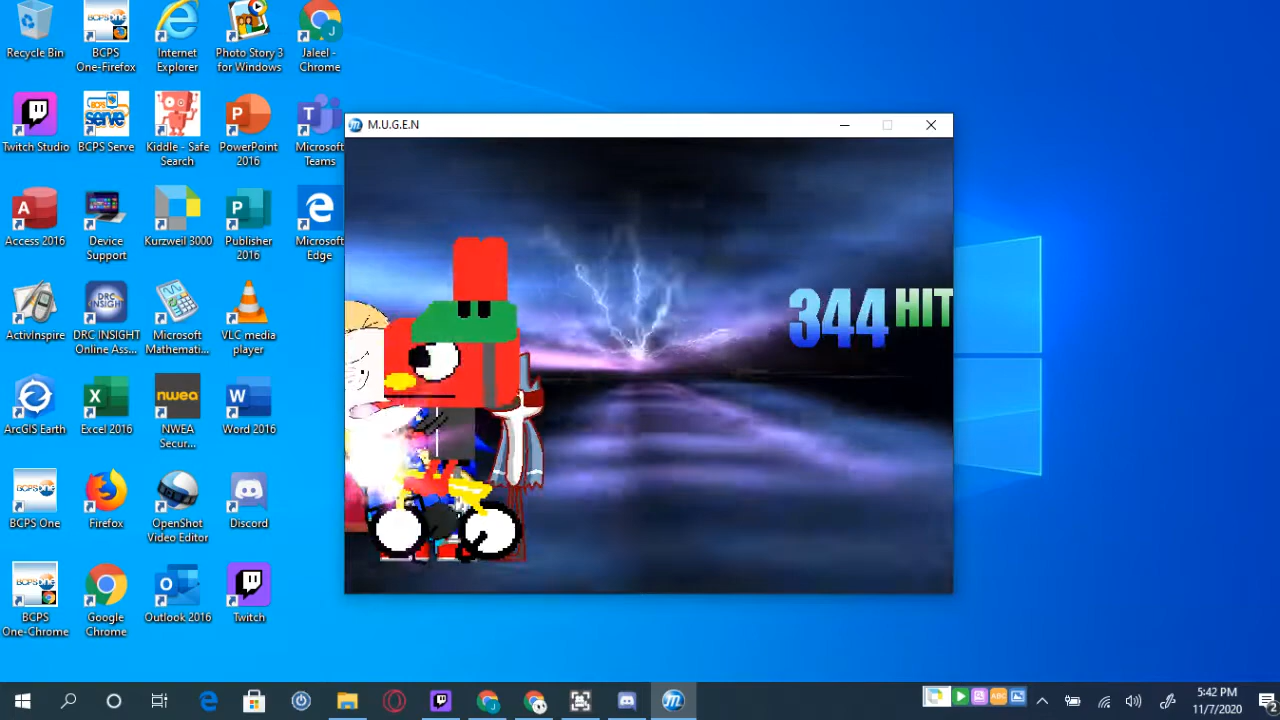 Recycle Bin
BCPS
One-Firefox
Internet
Explorer
Photo Story 3
for Windows
Jaleel -
Chrome
Twitch Studio
BCPS Serve
Kiddle - Safe
Search
PowerPoint
2016
Microsoft
Teams
Access 2016
Device
Support
Kurzweil 3000
Publisher
2016
Microsoft
Edge
ActivInspire
DRC INSIGHT
Online Ass...
Microsoft
Mathemati...
VLC media
player
ArcGIS Earth
Excel 2016
NWEA
Secur...
Word 2016
BCPS One
Firefox
OpenShot
Video Editor
Discord
BCPS
One-Chrome
Google
Chrome
Outlook 2016
Twitch
M.U.G.E.N
344 HIT
5:42 PM
11/7/2020